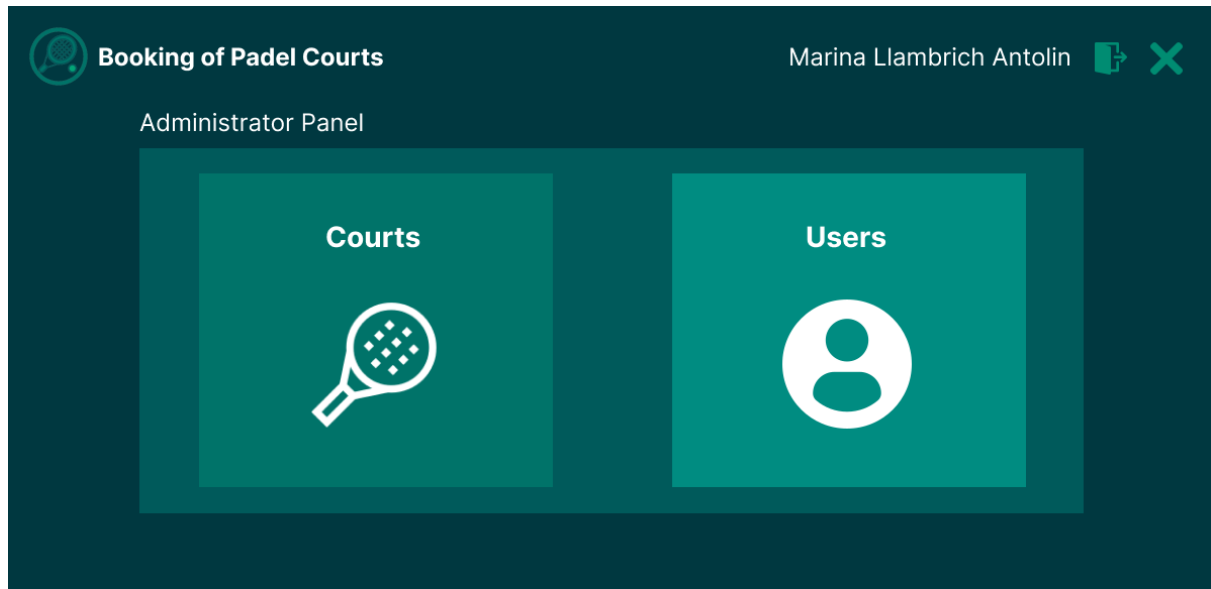 Booking of Padel Courts
Marina Llambrich Antolin
Administrator Panel
Courts
Users